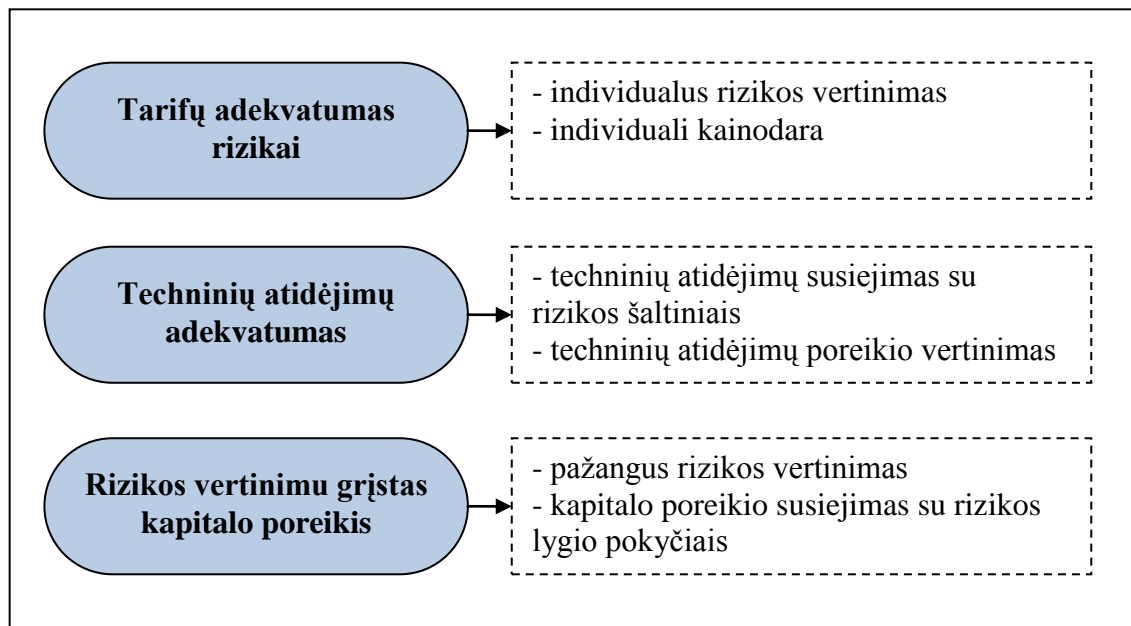 Tarifų adekvatumas
rizikai
- individualus rizikos vertinimas
- individuali kainodara
Techninių atidėjimų
adekvatumas
- techninių atidėjimų susiejimas su
rizikos šaltiniais
- techninių atidėjimų poreikio vertinimas
Rizikos vertinimu grįstas
kapitalo poreikis
- pažangus rizikos vertinimas
- kapitalo poreikio susiejimas su rizikos
lygio pokyčiais